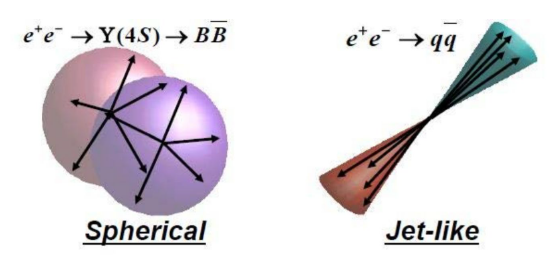 e⁺e⁻ → Υ(4S) → BB̅
e⁺e⁻ → qq̅
Spherical
Jet-like